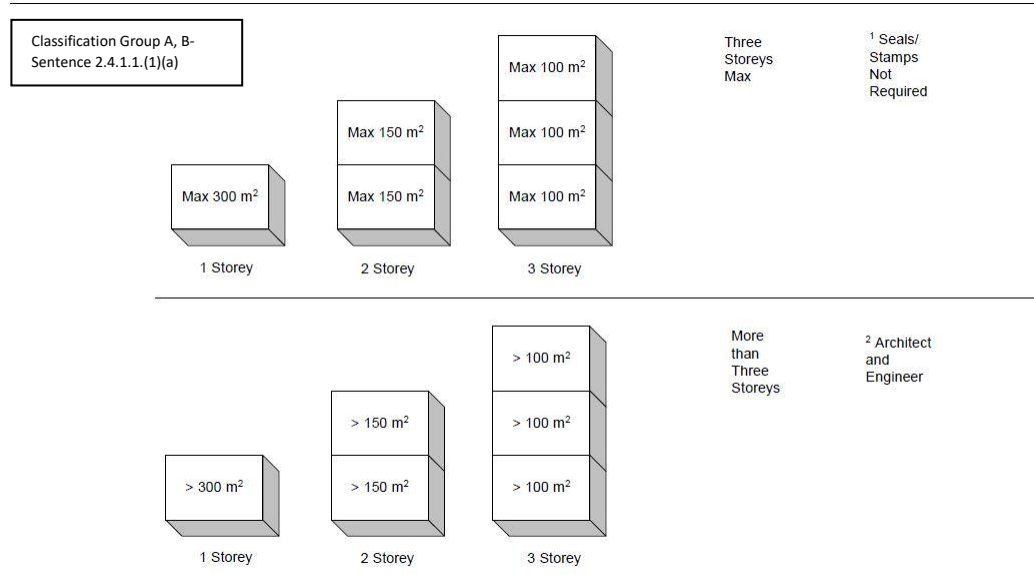 Classification Group A, B-
Sentence 2.4.1.1.(1)(a)
Max 300 m²
1 Storey
Max 150 m²
Max 150 m²
2 Storey
Max 100 m²
Max 100 m²
Max 100 m²
3 Storey
Three
Storeys
Max
¹ Seals/
Stamps
Not
Required
> 300 m²
1 Storey
> 150 m²
> 150 m²
2 Storey
> 100 m²
> 100 m²
> 100 m²
3 Storey
More
than
Three
Storeys
² Architect
and
Engineer